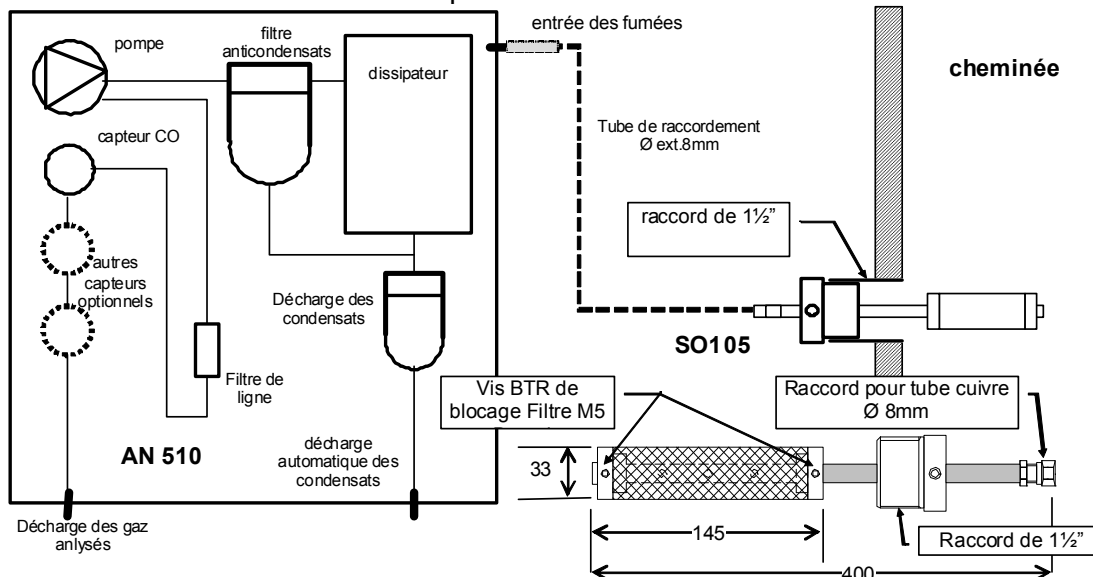 pompe
filtre
anticondensats
dissipateur
entrée des fumées
cheminée
capteur CO
Tube de raccordement
Ø ext.8mm
raccord de 1½"
autres
capteurs
optionnels
Décharge des
condensats
SO105
Filtre de
ligne
Vis BTR de
blocage Filtre M5
Raccord pour tube cuivre
Ø 8mm
AN 510
décharge
automatique des
condensats
33
Décharge des gaz
anlysés
145
Raccord de 1½"
400